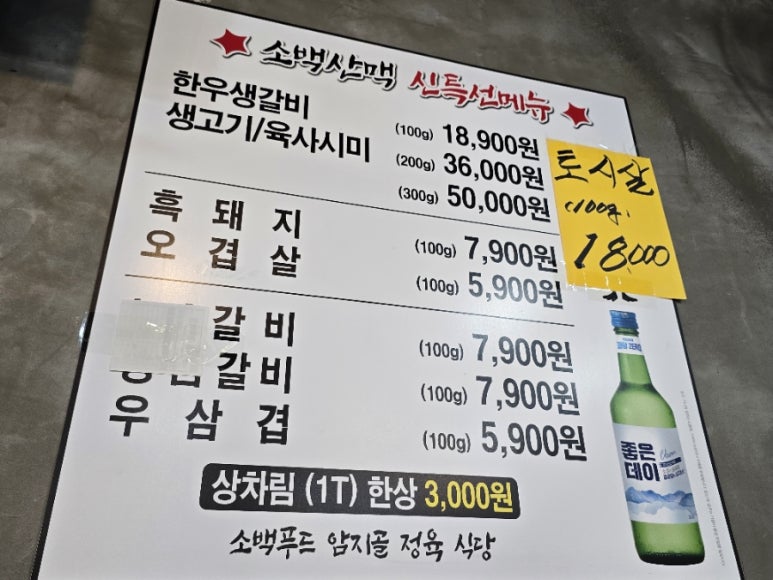 소백산맥 신특선메뉴
한우생갈비 (100g) 18,900원
생고기/육사시미 (200g) 36,000원
(300g) 50,000원
토시살
(100g)
18,000
흑돼지 (100g) 7,900원
오겹살 (100g) 5,900원
갈비 (100g) 7,900원
갈비 (100g) 7,900원
우삼겹 (100g) 5,900원
좋은
데이
상차림 (1T) 한상 3,000원
소백푸드 암지골 정육 식당